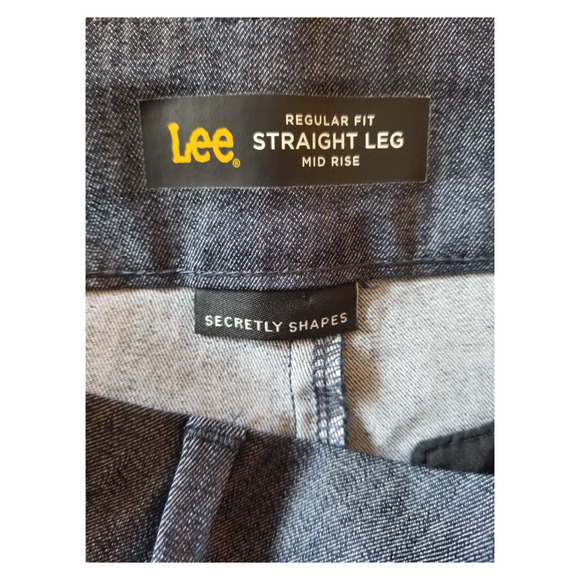 Lee®
REGULAR FIT
STRAIGHT LEG
MID RISE
SECRETLY SHAPES